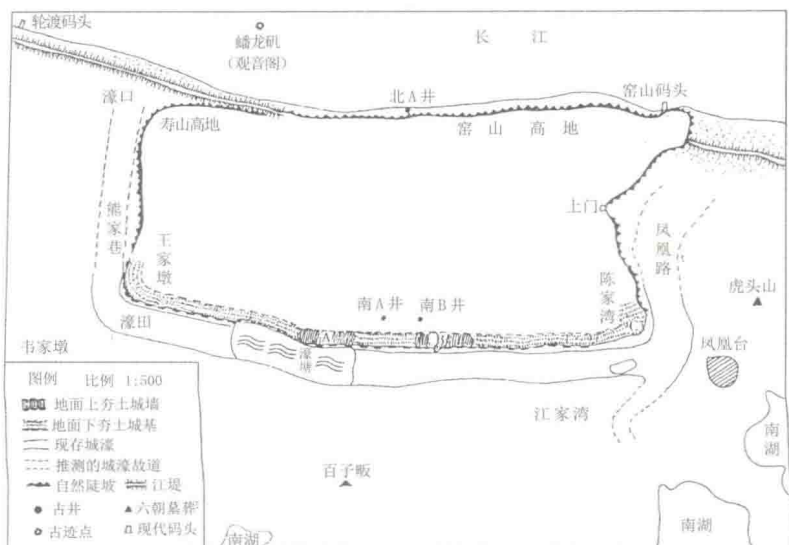 轮渡码头
蟠龙矶
(观音阁)
长 江
濠口
寿山高地
北A井
窑 山 高 地
窑山码头
上门
熊家巷
王家墩
凤凰路
陈家湾
虎头山
凤凰台
南A井
南B井
濠田
濠塘
韦家墩
江家湾
百子畈
南湖
南湖
南湖
图例 比例 1:500
地面上夯土城墙
地面下夯土城基
现存城濠
推测的城濠故道
自然陡坡 江堤
古井 六朝墓葬
古迹点 现代码头
A